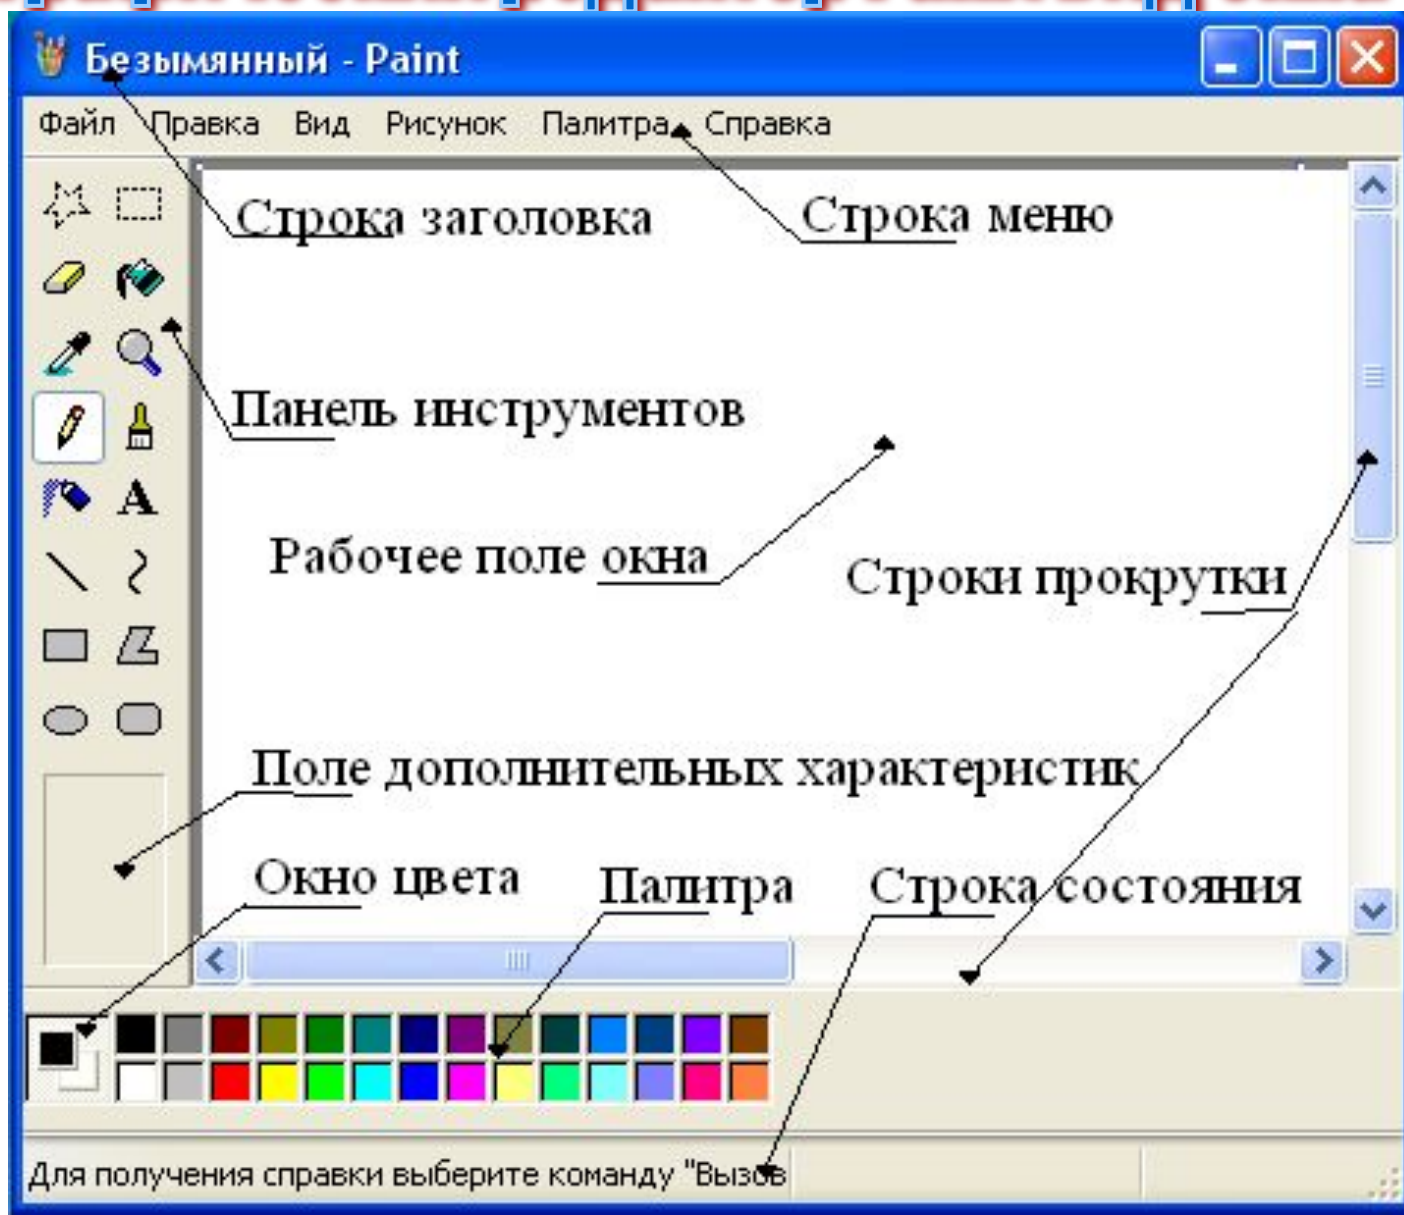 Безымянный - Paint
Файл Правка Вид Рисунок Палитра Справка
Строка заголовка
Строка меню
Панель инструментов
A
Рабочее поле окна
Строки прокрутки
Поле дополнительных характеристик
Окно цвета
Палитра
Строка состояния
Для получения справки выберите команду "Вызов